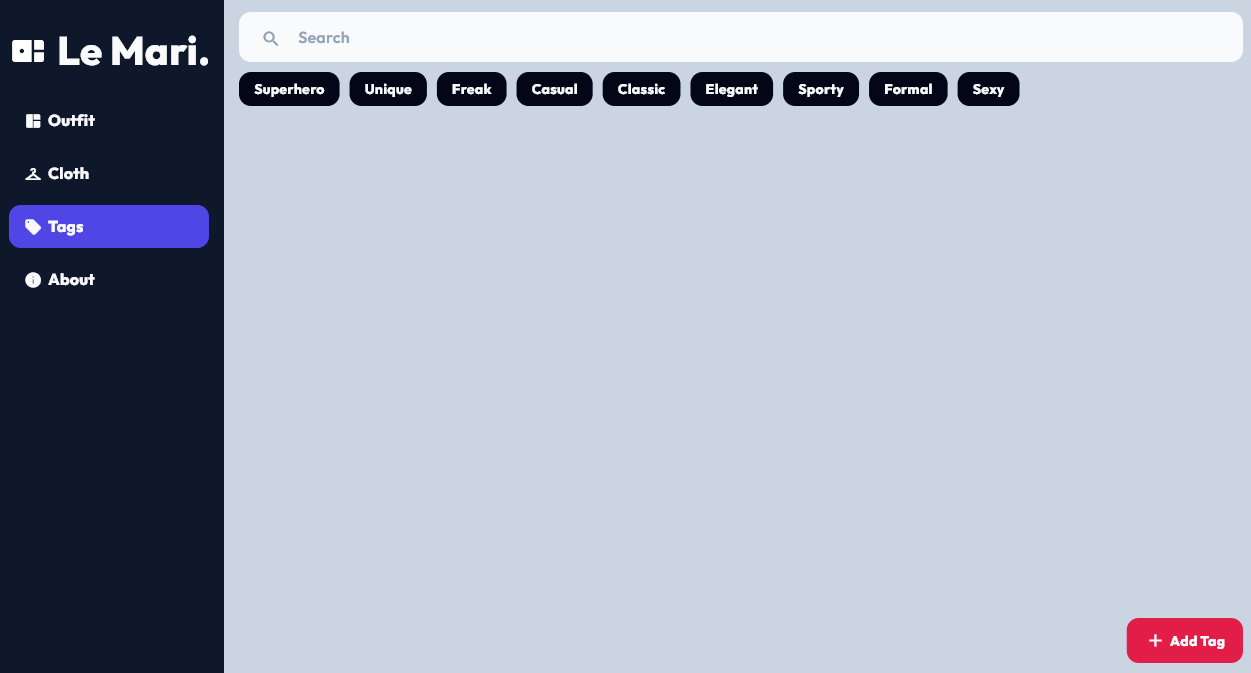 Le Mari.
Outfit
Cloth
Tags
About
Search
Superhero Unique Freak Casual Classic Elegant Sporty Formal Sexy
Add Tag